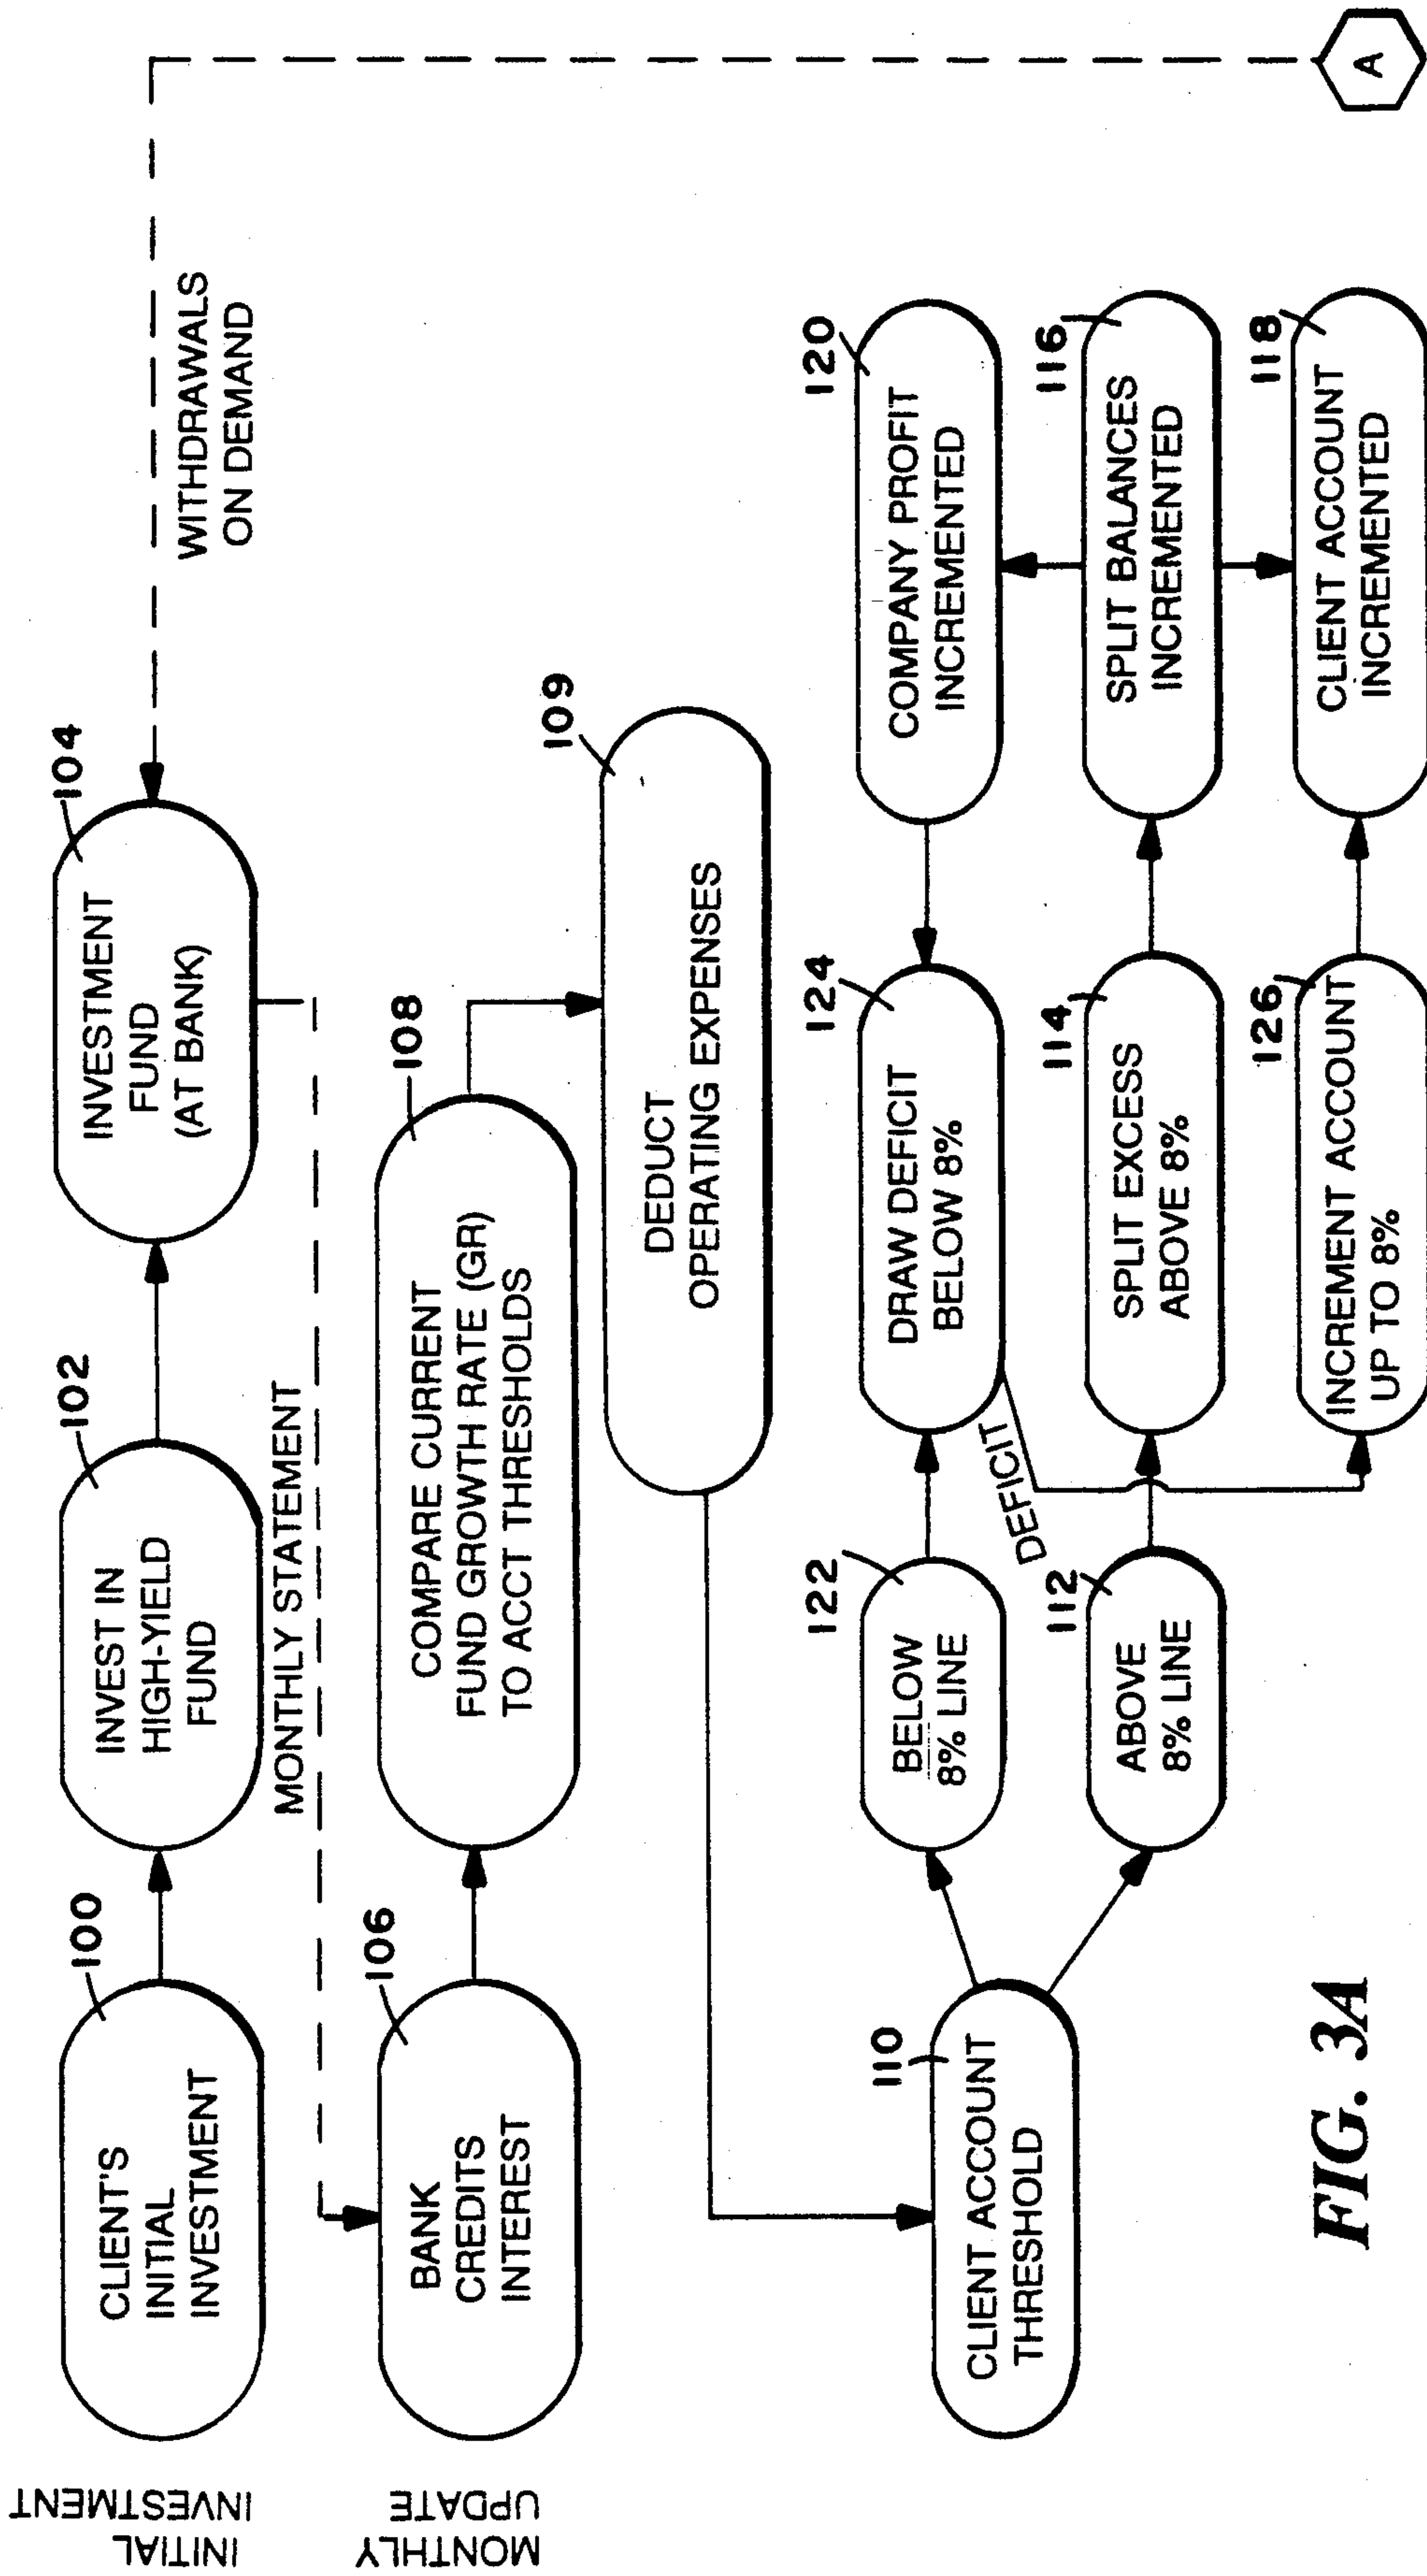 INITIAL
INVESTMENT
100
CLIENT'S
INITIAL
INVESTMENT
102
INVEST IN
HIGH-YIELD
FUND
104
INVESTMENT
FUND
(AT BANK)
WITHDRAWALS
ON DEMAND
MONTHLY STATEMENT
MONTHLY
UPDATE
106
BANK
CREDITS
INTEREST
108
COMPARE CURRENT
FUND GROWTH RATE (GR)
TO ACCT THRESHOLDS
109
DEDUCT
OPERATING EXPENSES
110
CLIENT ACCOUNT
THRESHOLD
122
BELOW
8% LINE
124
DRAW DEFICIT
BELOW 8%
120
COMPANY PROFIT
INCREMENTED
DEFICIT
112
ABOVE
8% LINE
114
SPLIT EXCESS
ABOVE 8%
116
SPLIT BALANCES
INCREMENTED
126
INCREMENT ACCOUNT
UP TO 8%
118
CLIENT ACCOUNT
INCREMENTED
A
FIG. 3A